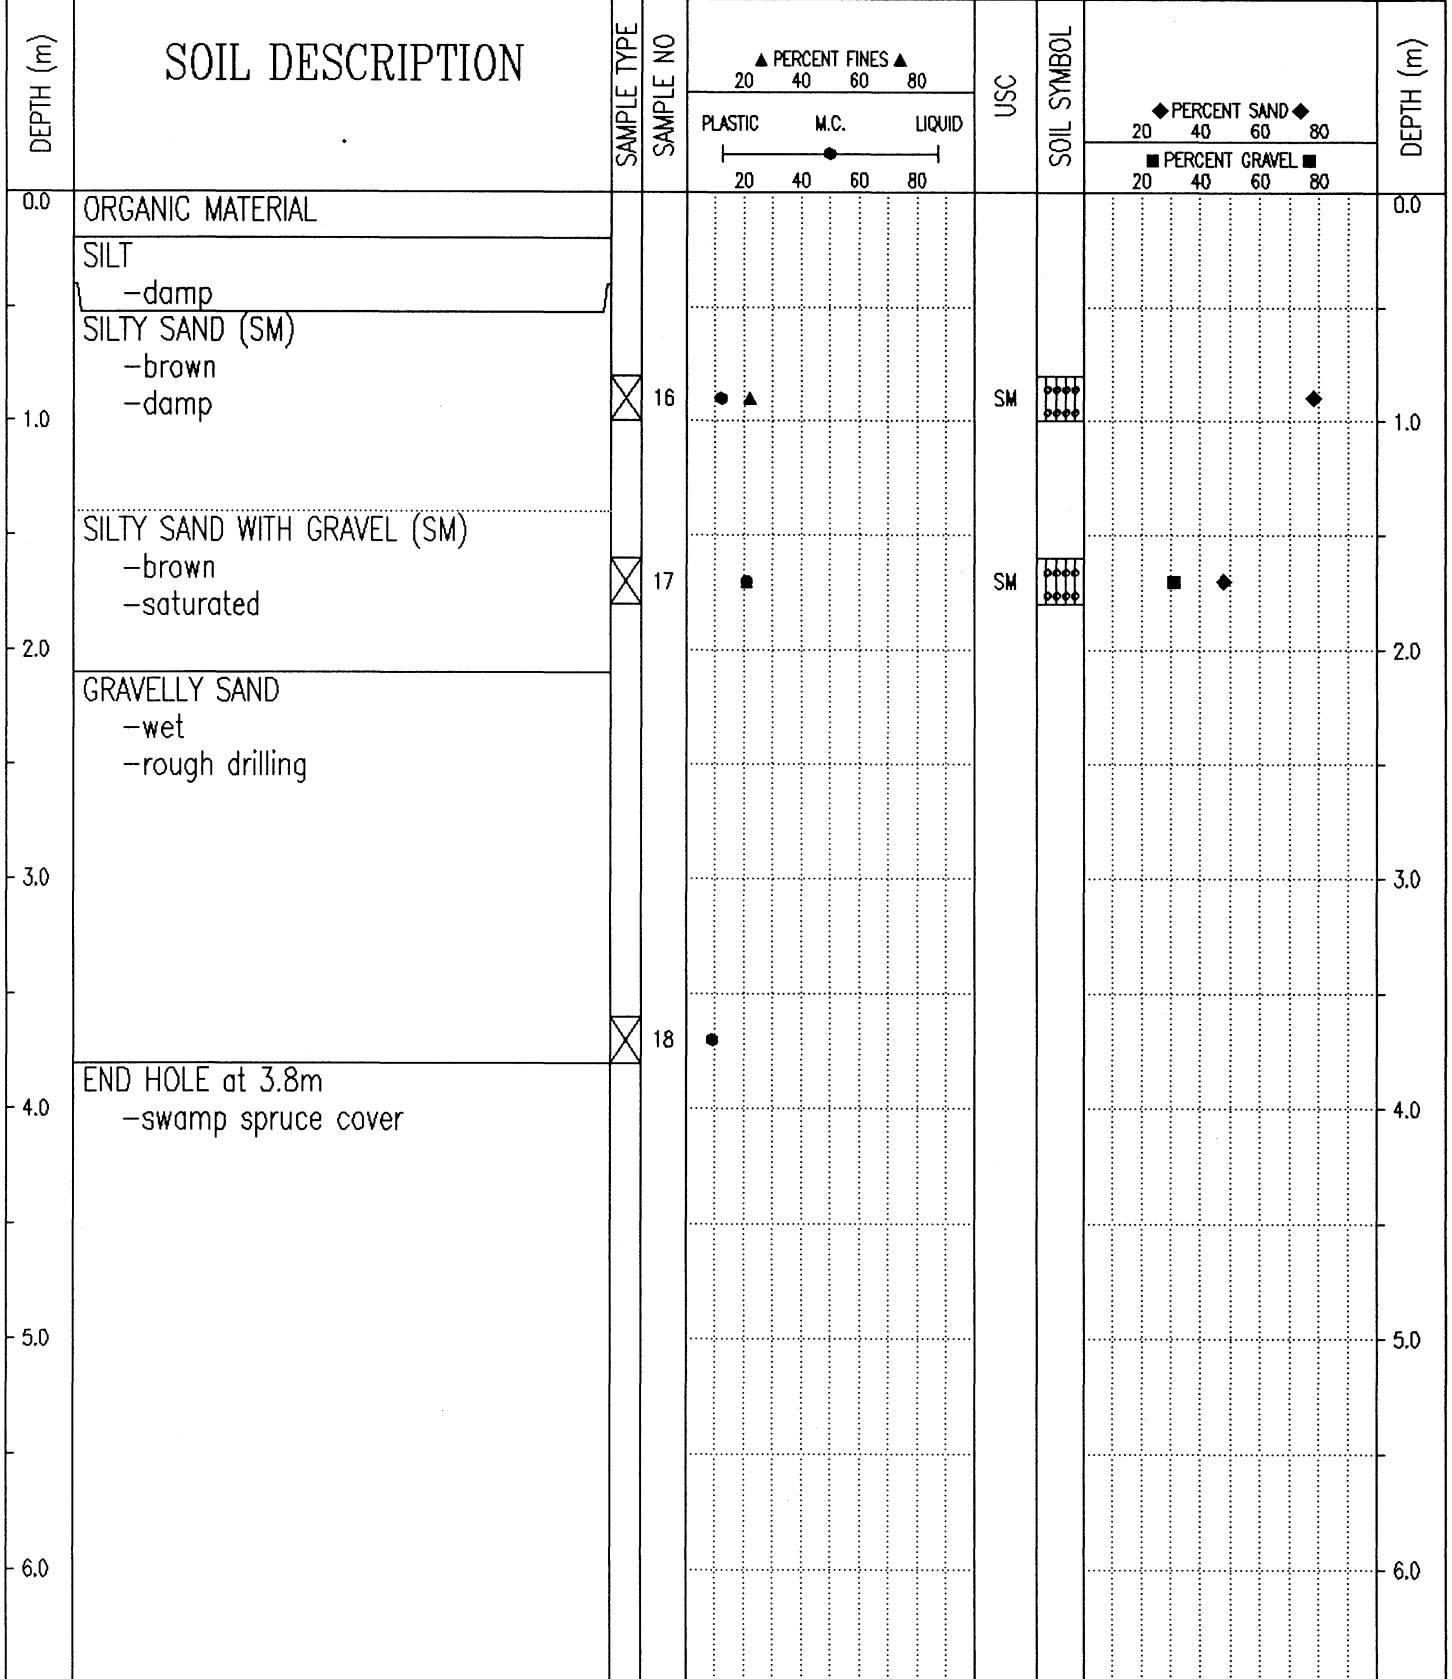 DEPTH (m)
SOIL DESCRIPTION
SAMPLE TYPE
SAMPLE NO
▲ PERCENT FINES ▲
20 40 60 80
PLASTIC M.C. LIQUID
20 40 60 80
USC
SOIL SYMBOL
◆ PERCENT SAND ◆
20 40 60 80
■ PERCENT GRAVEL ■
20 40 60 80
DEPTH (m)
0.0 ORGANIC MATERIAL 0.0
SILT
-damp
SILTY SAND (SM)
-brown
-damp 16 SM
1.0 1.0
SILTY SAND WITH GRAVEL (SM)
-brown 17 SM
-saturated
2.0 2.0
GRAVELLY SAND
-wet
-rough drilling
3.0 3.0
18
END HOLE at 3.8m
4.0 -swamp spruce cover 4.0
5.0 5.0
6.0 6.0